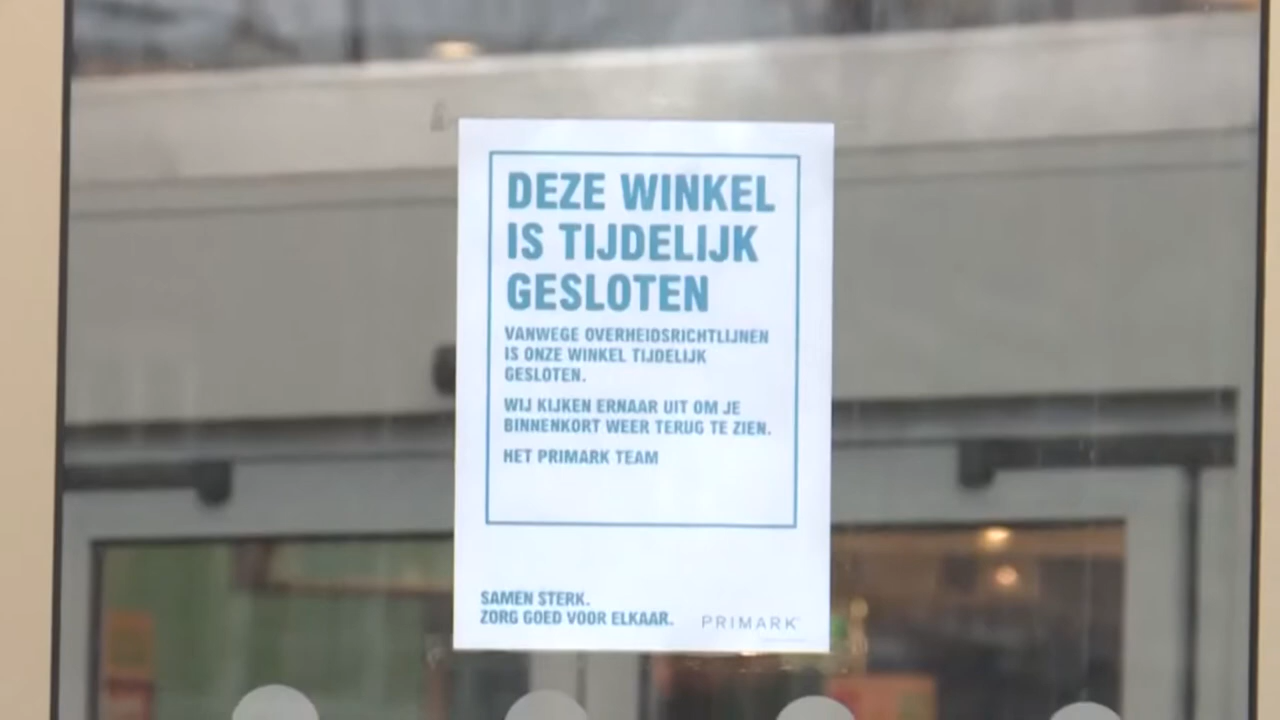 DEZE WINKEL
IS TIJDELIJK
GESLOTEN
VANWEGE OVERHEIDSRICHTLIJNEN
IS ONZE WINKEL TIJDELIJK
GESLOTEN.
WIJ KIJKEN ERNAAR UIT OM JE
BINNENKORT WEER TERUG TE ZIEN.
HET PRIMARK TEAM
SAMEN STERK.
ZORG GOED VOOR ELKAAR.
PRIMARK